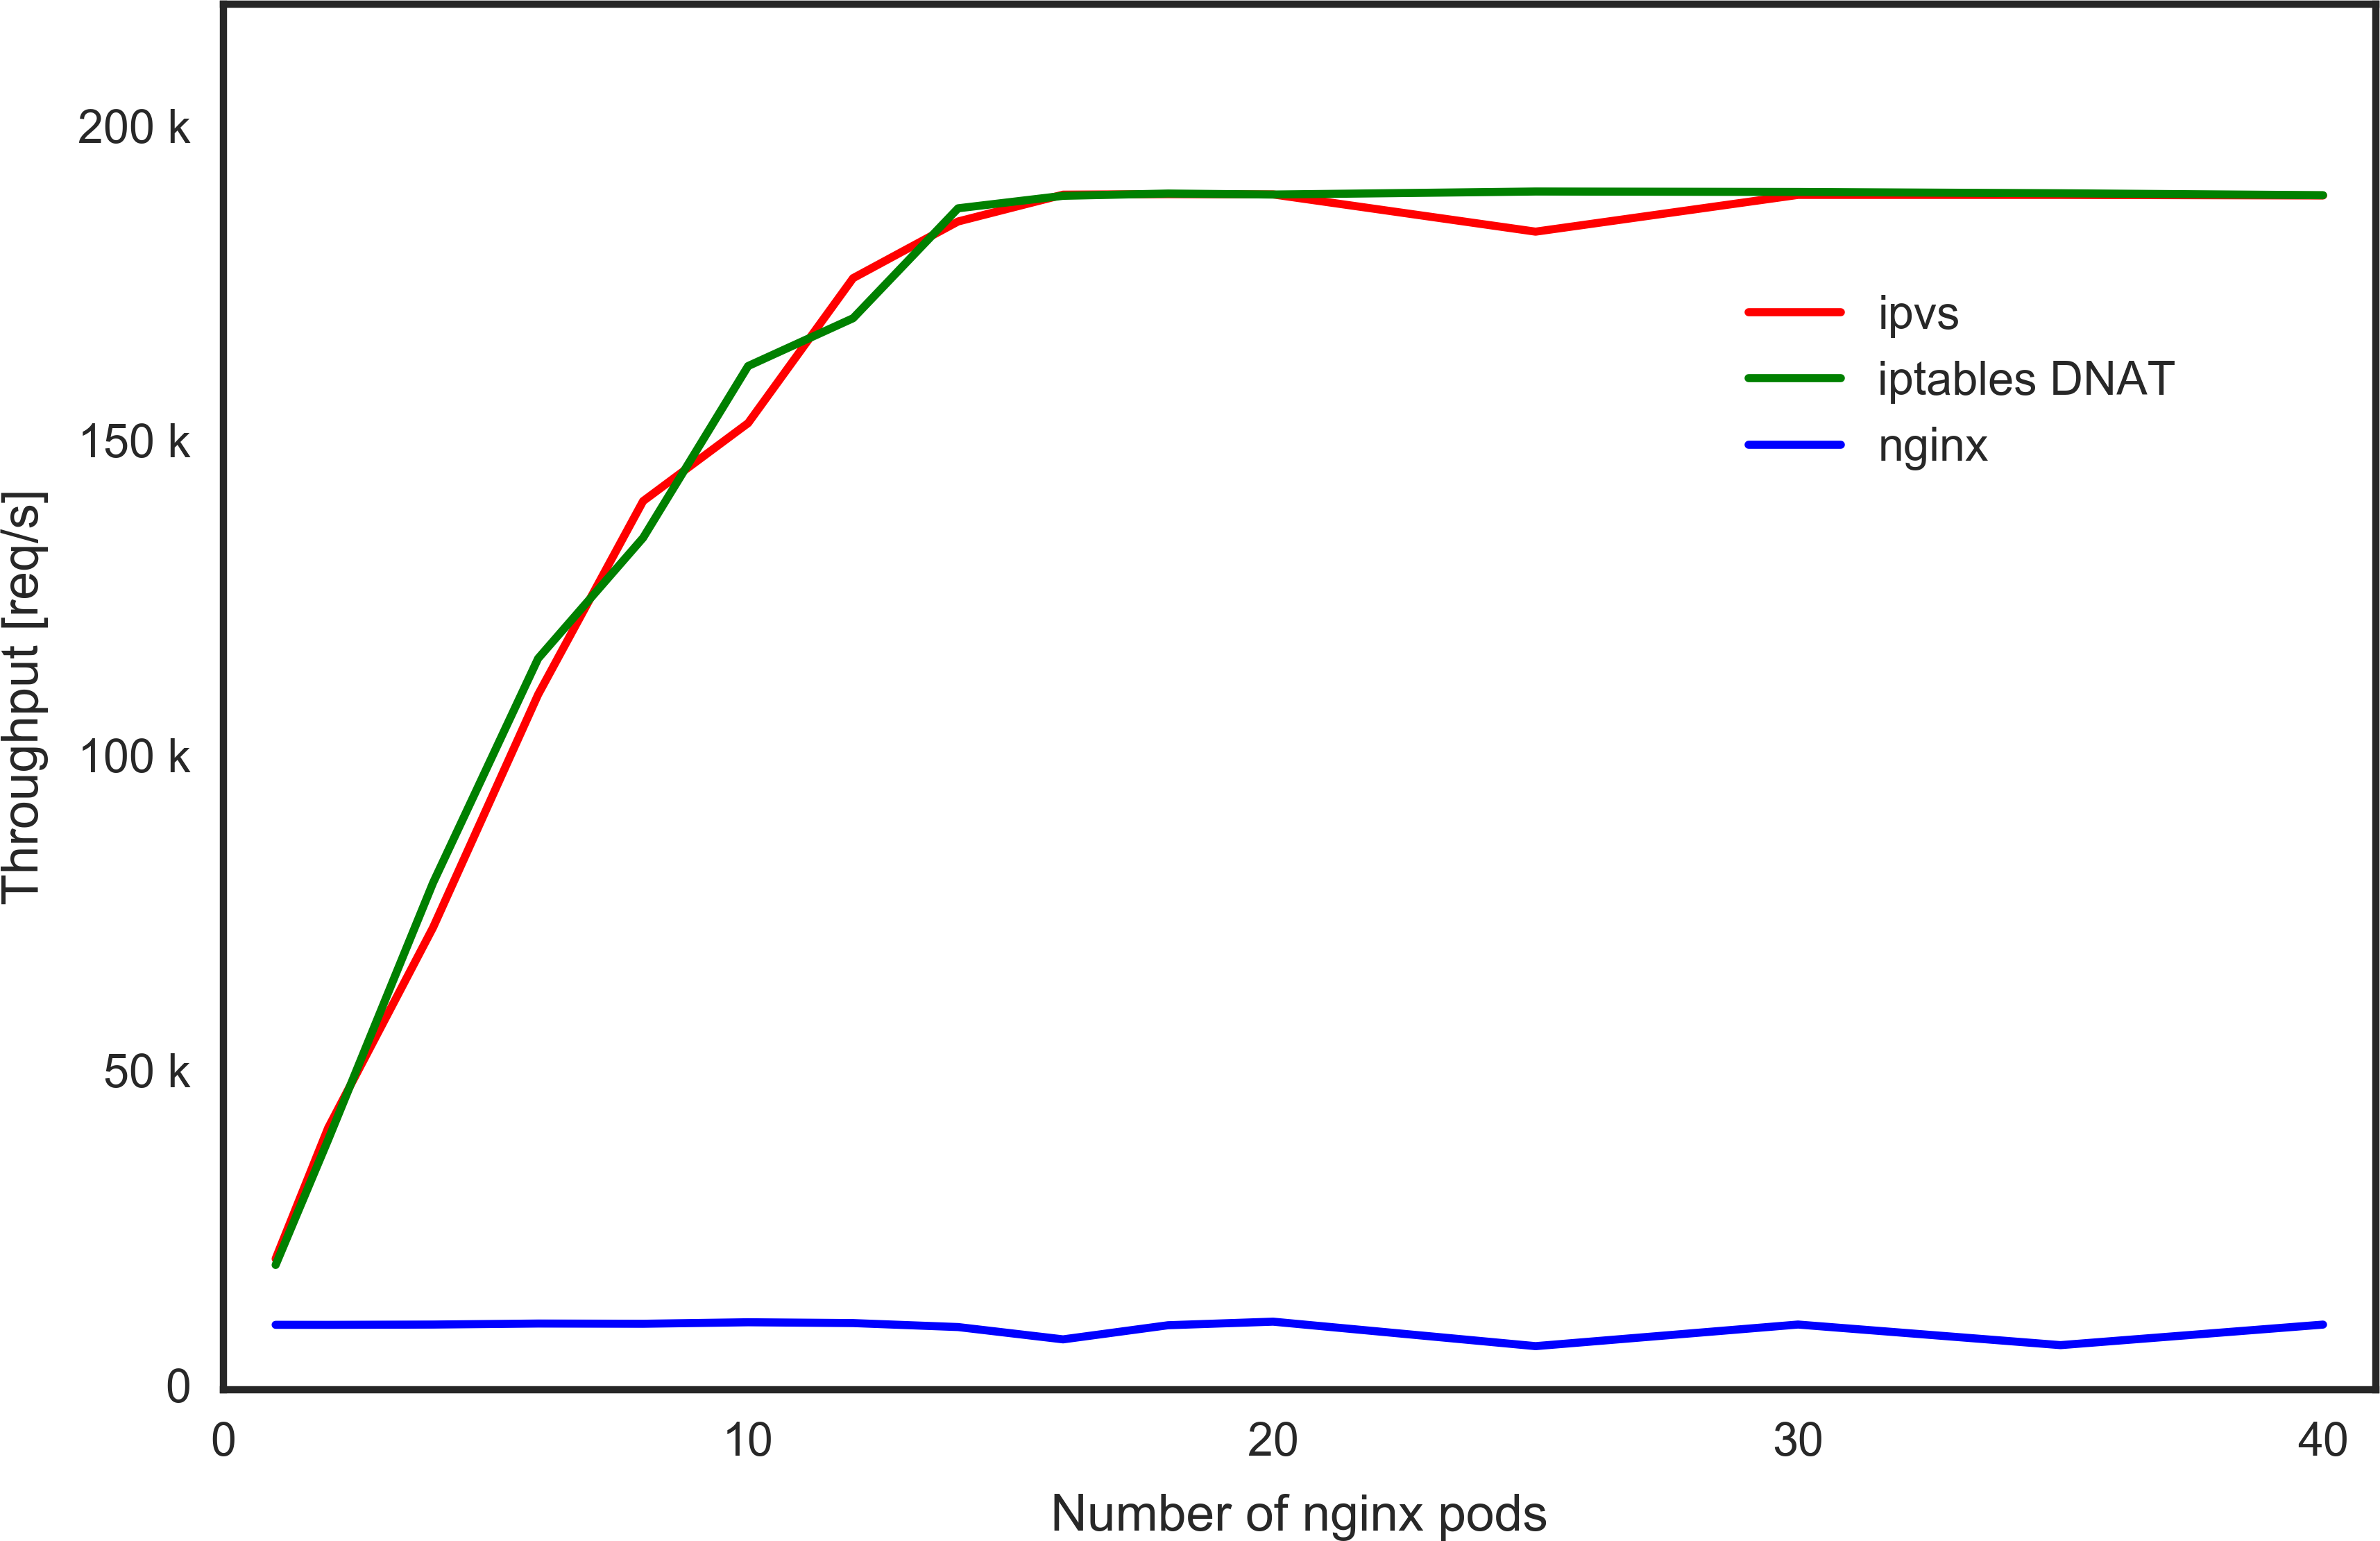 Throughput [req/s]
200 k
150 k
100 k
50 k
0
ipvs
iptables DNAT
nginx
0 10 20 30 40
Number of nginx pods